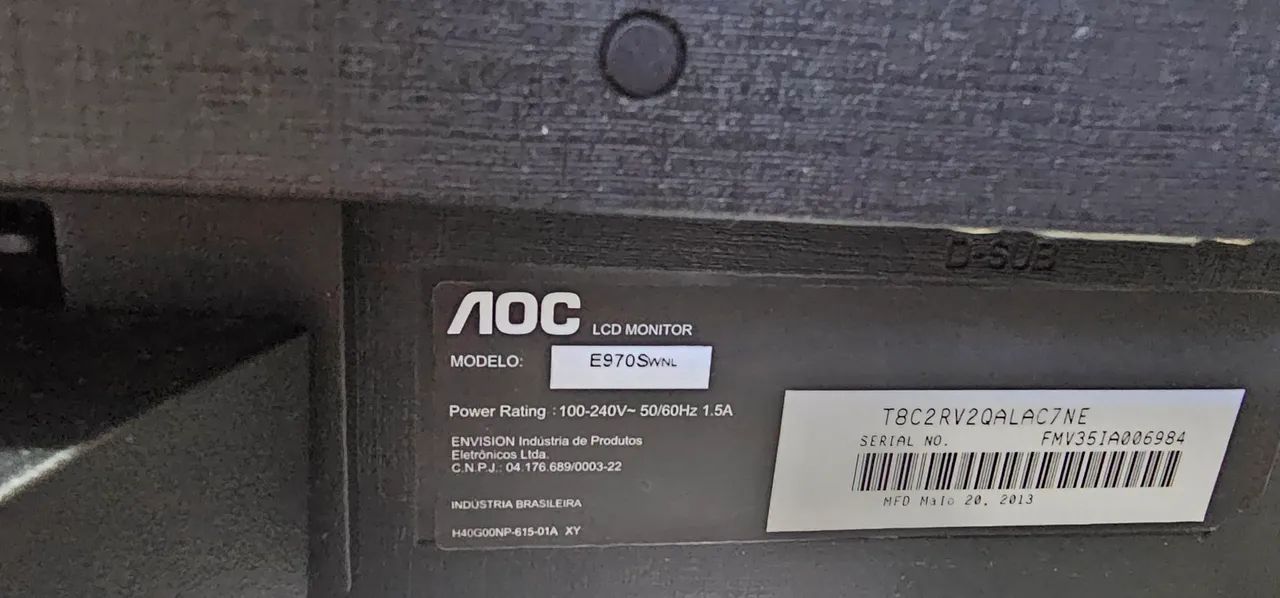 D-SUB
AOC LCD MONITOR
MODELO: E970SWNL
Power Rating : 100-240V~ 50/60Hz 1.5A
ENVISION Indústria de Produtos
Eletrônicos Ltda.
C.N.P.J.: 04.176.689/0003-22
INDÚSTRIA BRASILEIRA
H40G00NP-615-01A XY
T8C2RV2QALAC7NE
SERIAL NO. FMV35IA006984
MFD Maio 20, 2013